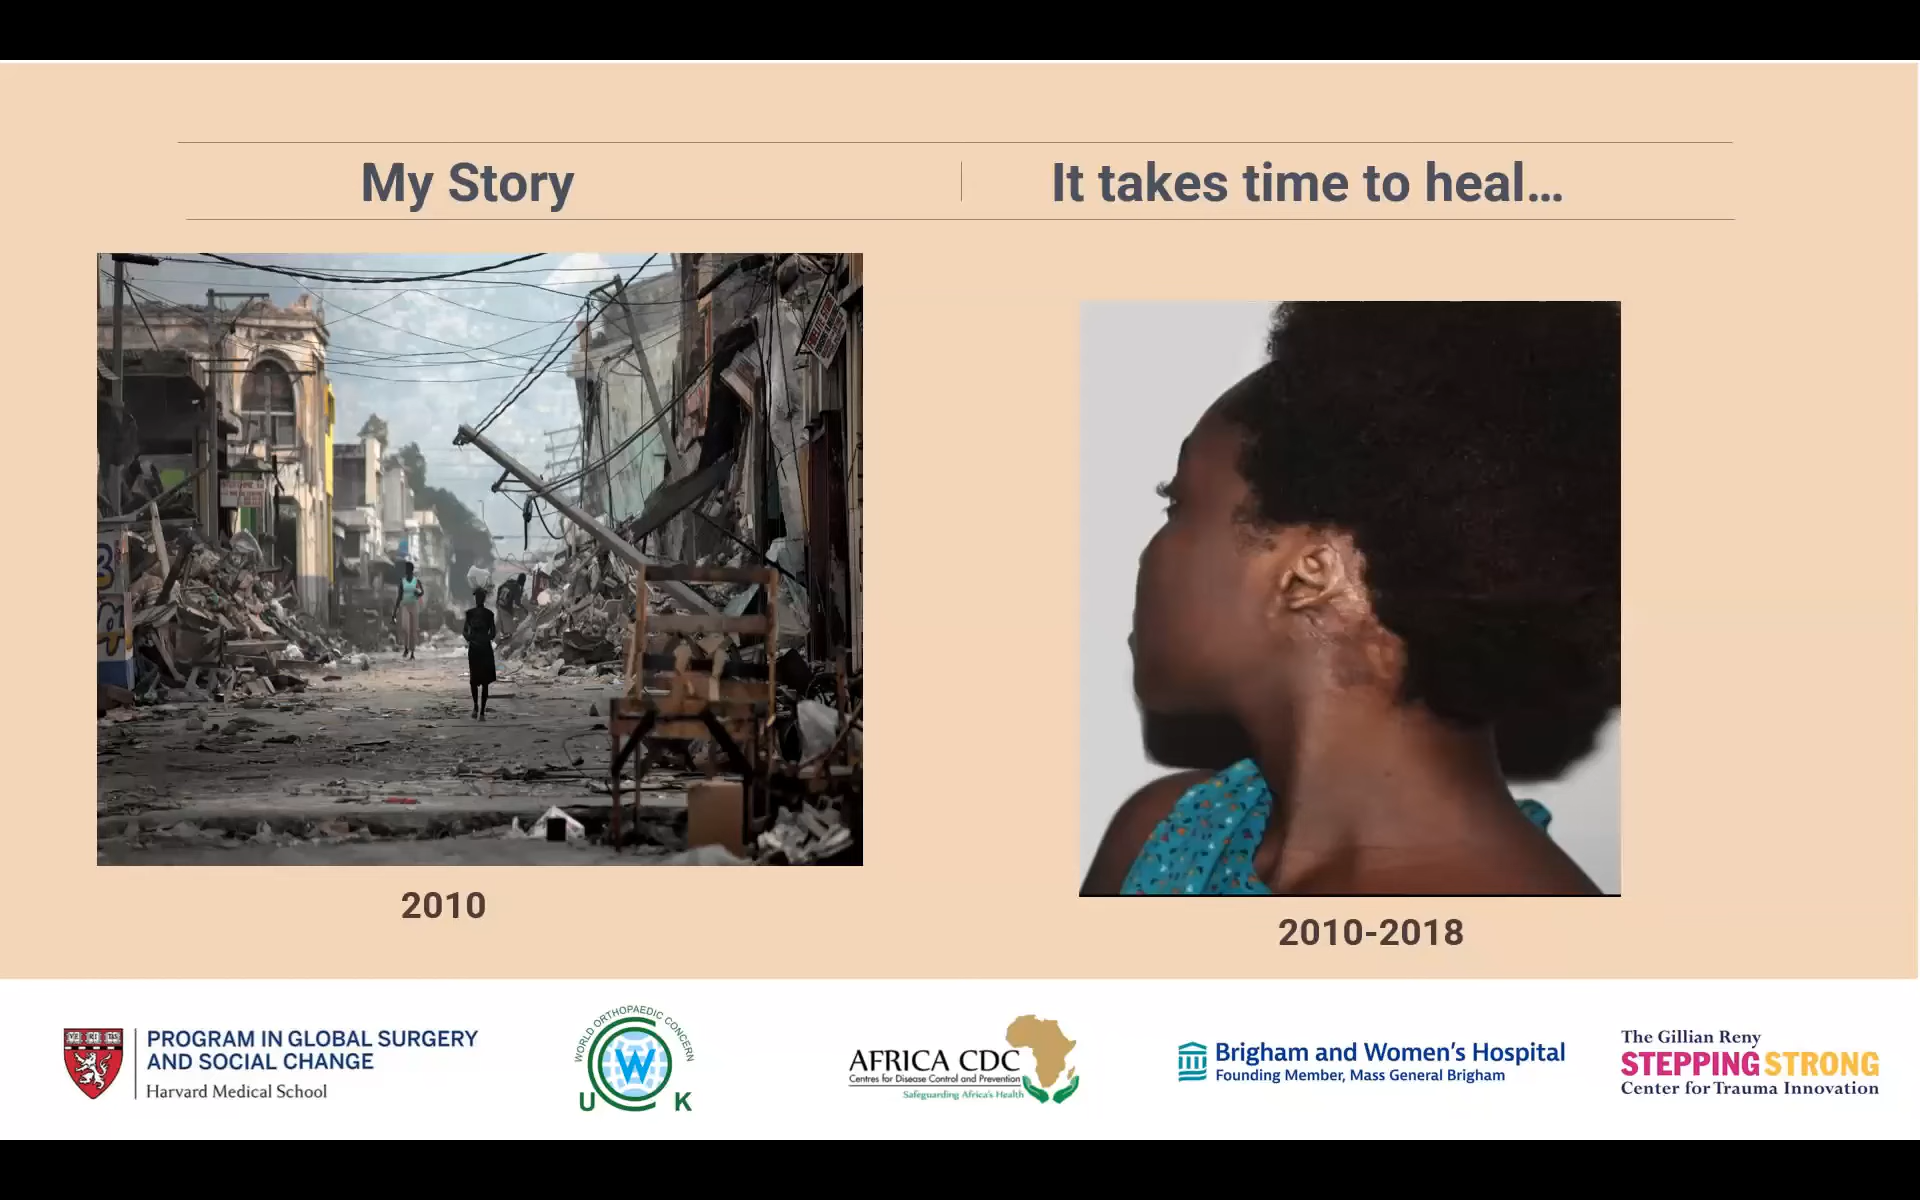 My Story
It takes time to heal...
2010
2010-2018
PROGRAM IN GLOBAL SURGERY
AND SOCIAL CHANGE
Harvard Medical School
WORLD ORTHOPAEDIC CONCERN
W
U K
AFRICA CDC
Centres for Disease Control and Prevention
Safeguarding Africa's Health
Brigham and Women's Hospital
Founding Member, Mass General Brigham
The Gillian Reny
STEPPING STRONG
Center for Trauma Innovation